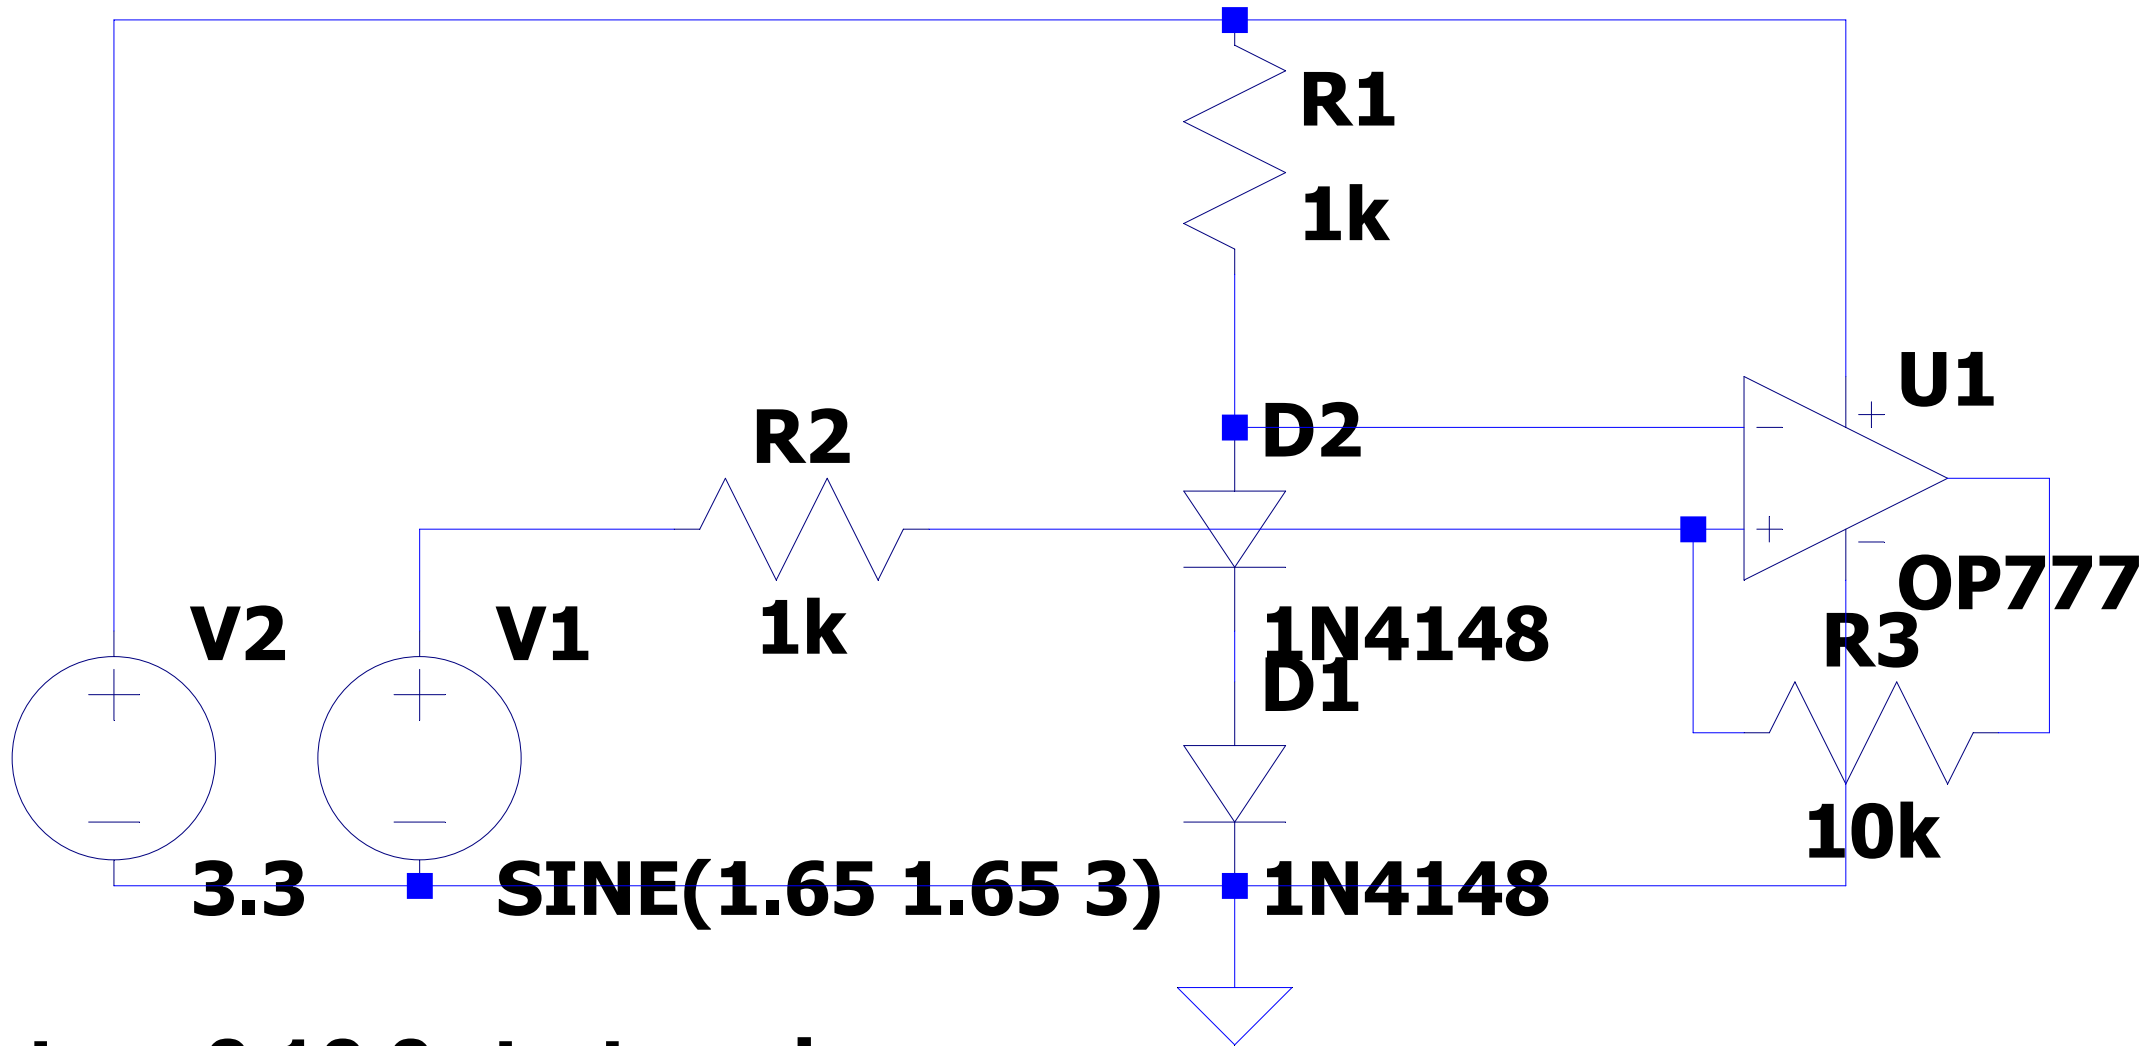 R1
1k
U1
D2
R2
OP777
V2
V1
1k
1N4148
R3
D1
10k
3.3
SINE(1.65 1.65 3)
1N4148